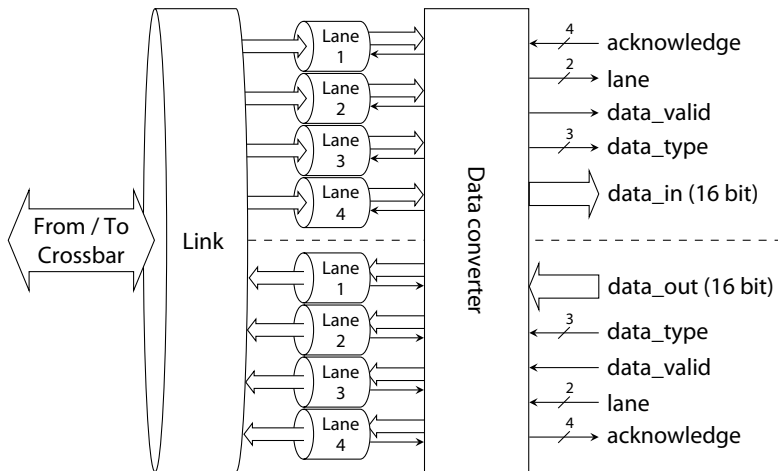 Lane
1
Lane
2
Lane
3
Lane
4
From / To
Crossbar
Link
Lane
1
Lane
2
Lane
3
Lane
4
Data converter
4
acknowledge
2
lane
data_valid
3
data_type
data_in (16 bit)
data_out (16 bit)
3
data_type
data_valid
2
lane
4
acknowledge